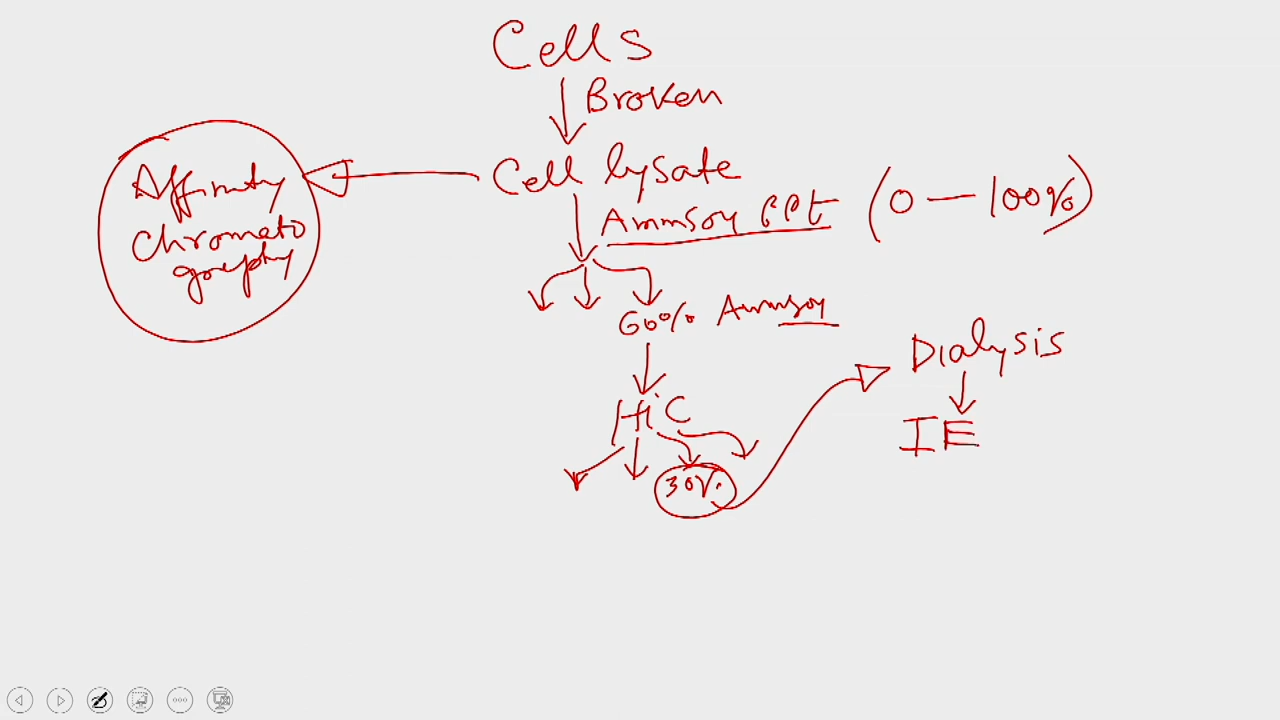 Cells
Broken
Cell lysate
Ammsoy PPt (0 — 100%)
Affinity
Chromato
graphy
60% Ammsoy
Dialysis
HiC
IE
30%